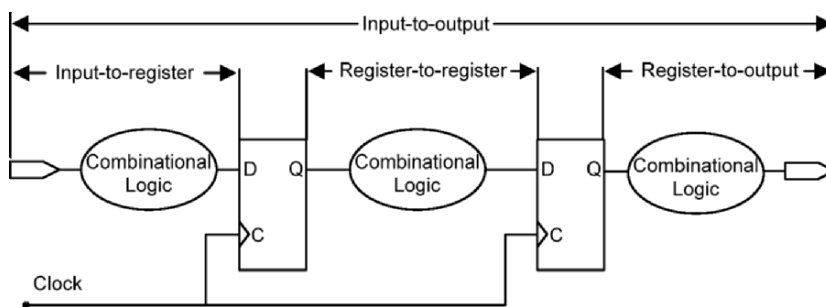 Input-to-output
Input-to-register
Register-to-register
Register-to-output
Combinational
Logic
D
Q
C
Combinational
Logic
D
Q
C
Combinational
Logic
Clock